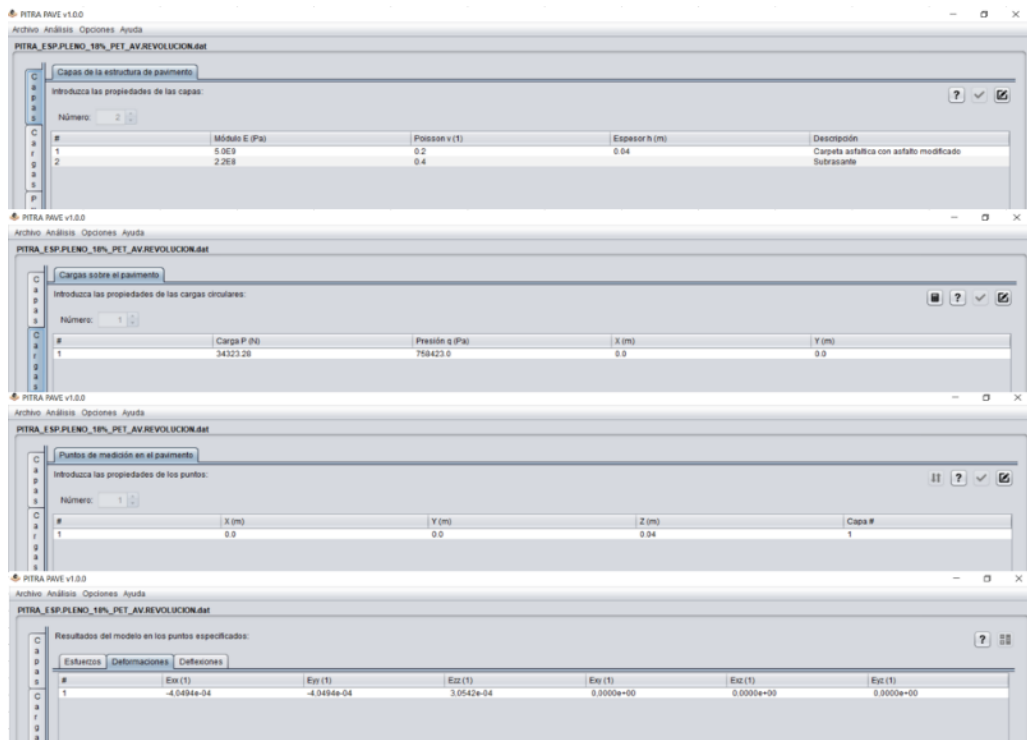 PITRA PAVE v1.0.0
Archivo Análisis Opciones Ayuda
PITRA_ESP.PLENO_18%_PET_AV.REVOLUCION.dat
Capas
Cargas
P
Capas de la estructura de pavimento
Introduzca las propiedades de las capas:
Número: 2
# Módulo E (Pa) Poisson v (1) Espesor h (m) Descripción
1 5.0E9 0.2 0.04 Carpeta asfaltica con asfalto modificado
2 2.2E8 0.4 Subrasante
PITRA PAVE v1.0.0
Archivo Análisis Opciones Ayuda
PITRA_ESP.PLENO_18%_PET_AV.REVOLUCION.dat
Capas
Cargas
Cargas sobre el pavimento
Introduzca las propiedades de las cargas circulares:
Número: 1
# Carga P (N) Presión q (Pa) X (m) Y (m)
1 34323.28 758423.0 0.0 0.0
PITRA PAVE v1.0.0
Archivo Análisis Opciones Ayuda
PITRA_ESP.PLENO_18%_PET_AV.REVOLUCION.dat
Capas
Cargas
Puntos de medición en el pavimento
Introduzca las propiedades de los puntos:
Número: 1
# X (m) Y (m) Z (m) Capa #
1 0.0 0.0 0.04 1
PITRA PAVE v1.0.0
Archivo Análisis Opciones Ayuda
PITRA_ESP.PLENO_18%_PET_AV.REVOLUCION.dat
Capas
Carga
Resultados del modelo en los puntos especificados:
Esfuerzos Deformaciones Deflexiones
# Exx (1) Eyy (1) Ezz (1) Exy (1) Exz (1) Eyz (1)
1 -4,0494e-04 -4,0494e-04 3,0542e-04 0,0000e+00 0,0000e+00 0,0000e+00